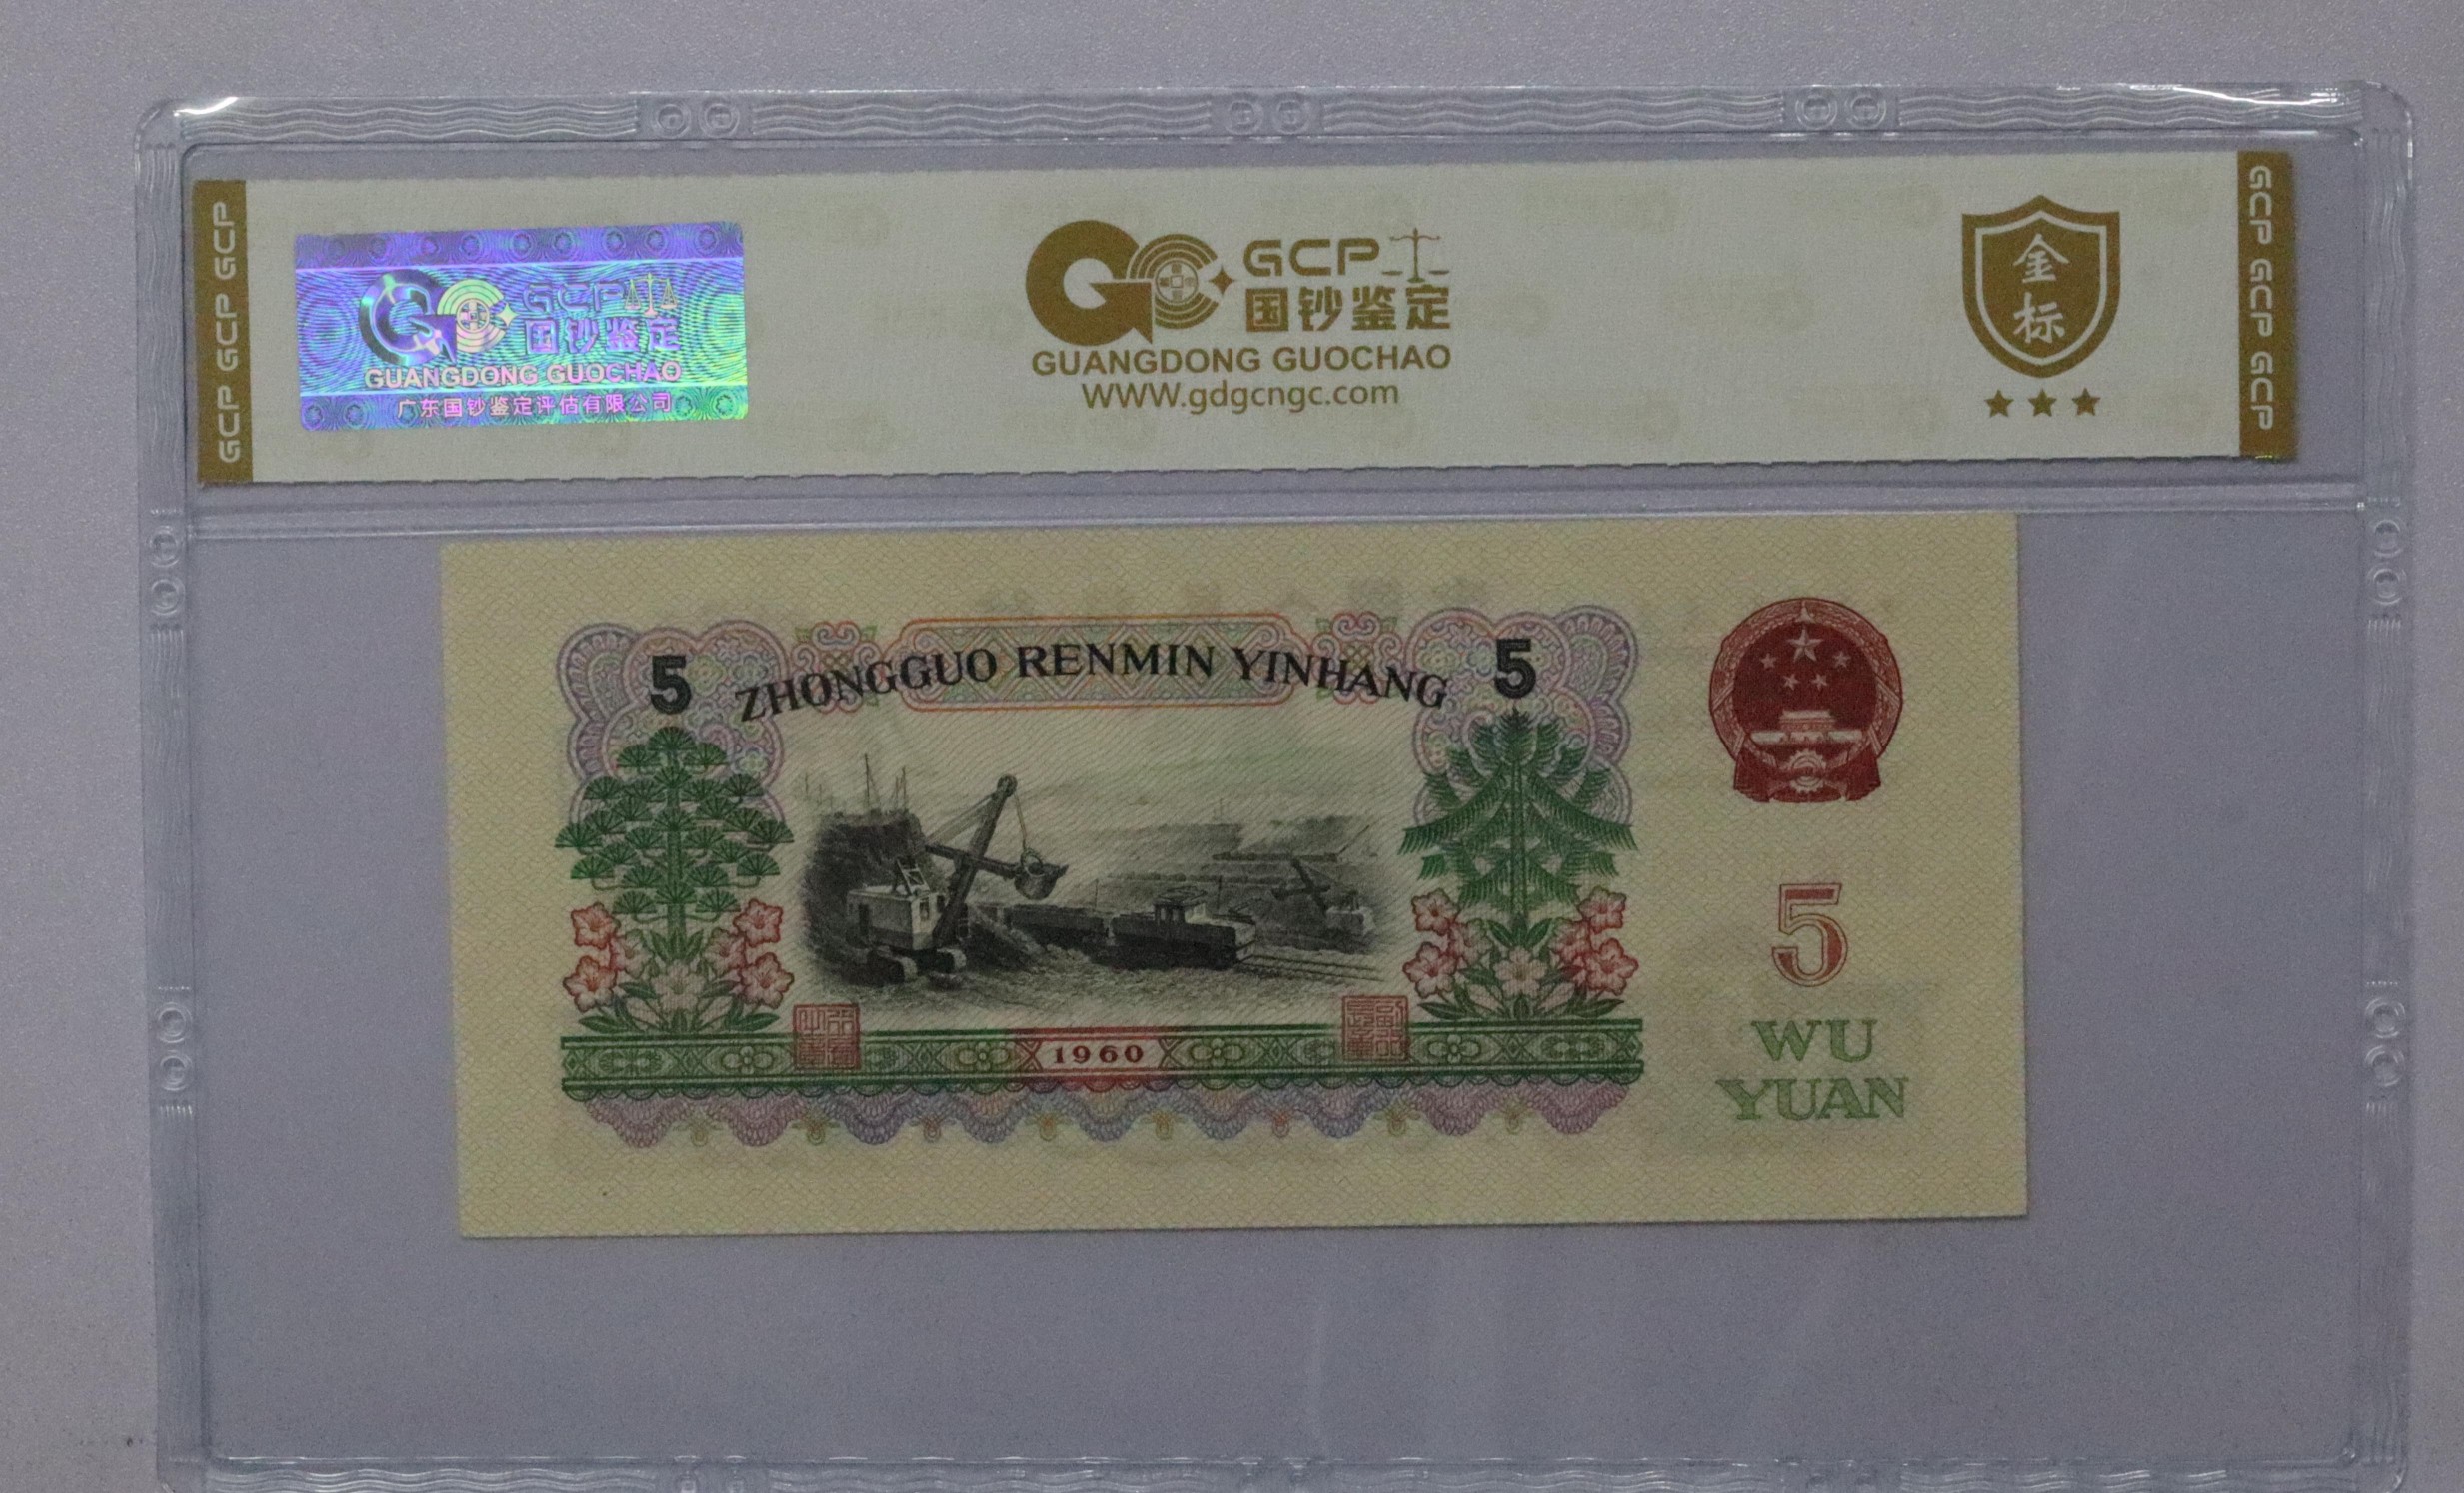 GCP GCP GCP
GCP
国钞鉴定
GUANGDONG GUOCHAO
广东国钞鉴定评估有限公司
GCP
国钞鉴定
GUANGDONG GUOCHAO
WWW.gdgcngc.com
金
标
GCP GCP GCP
5
ZHONGGUO RENMIN YINHANG
5
5
WU
YUAN
1960